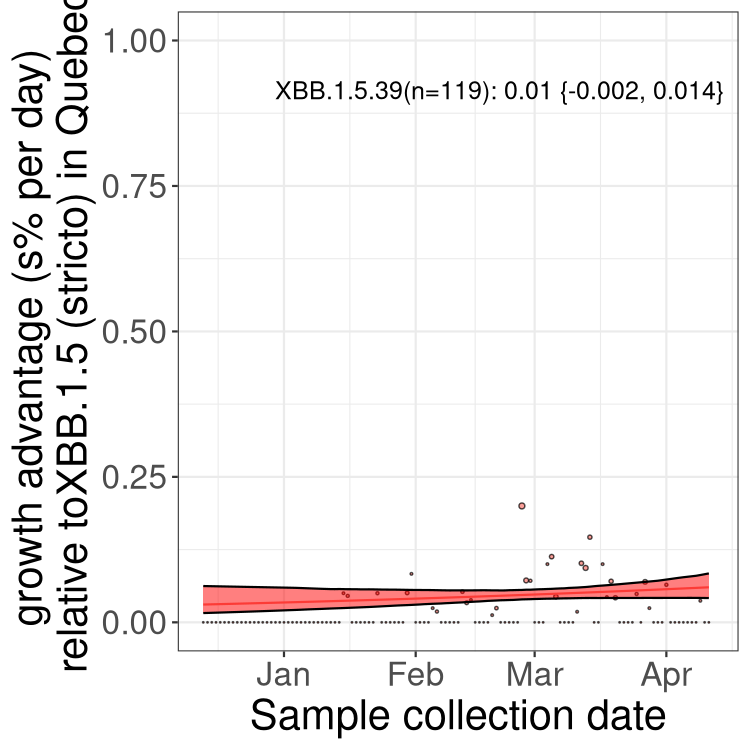 growth advantage (s% per day)
relative toXBB.1.5 (stricto) in Quebec
1.00
0.75
0.50
0.25
0.00
XBB.1.5.39(n=119): 0.01 {-0.002, 0.014}
Jan Feb Mar Apr
Sample collection date